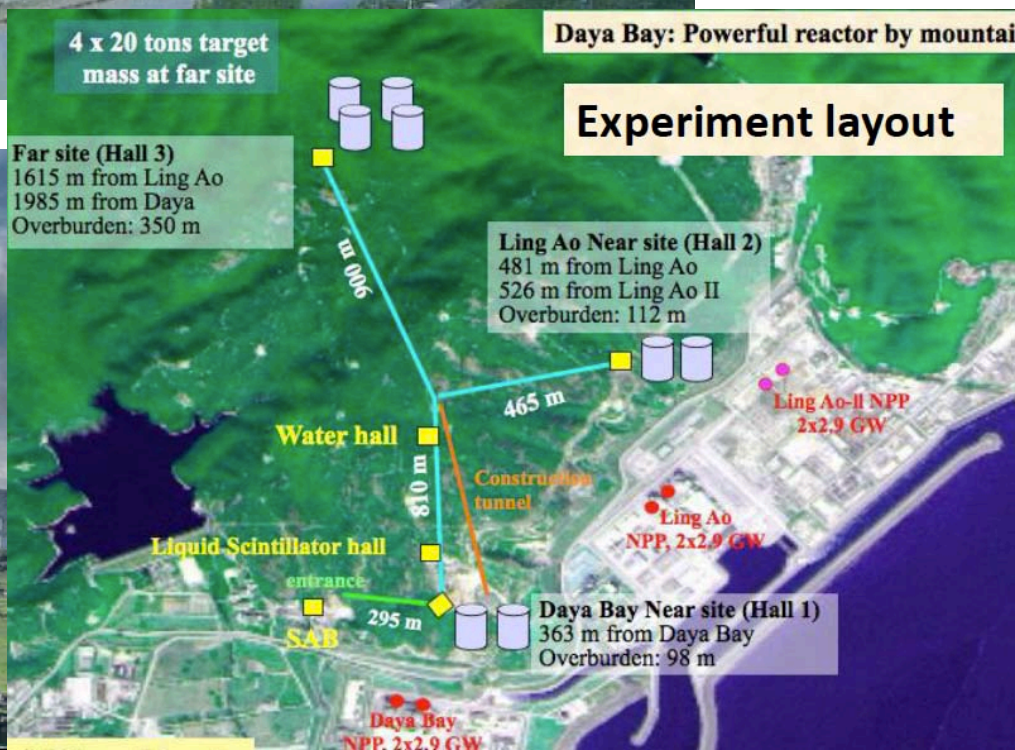 4 x 20 tons target
mass at far site
Daya Bay: Powerful reactor by mountai
Experiment layout
Far site (Hall 3)
1615 m from Ling Ao
1985 m from Daya
Overburden: 350 m
900 m
Ling Ao Near site (Hall 2)
481 m from Ling Ao
526 m from Ling Ao II
Overburden: 112 m
465 m
Ling Ao-II NPP
2x2.9 GW
Water hall
810 m
Construction
tunnel
Ling Ao
NPP, 2x2.9 GW
Liquid Scintillator hall
entrance
295 m
SAB
Daya Bay Near site (Hall 1)
363 m from Daya Bay
Overburden: 98 m
Daya Bay
NPP, 2x2.9 GW